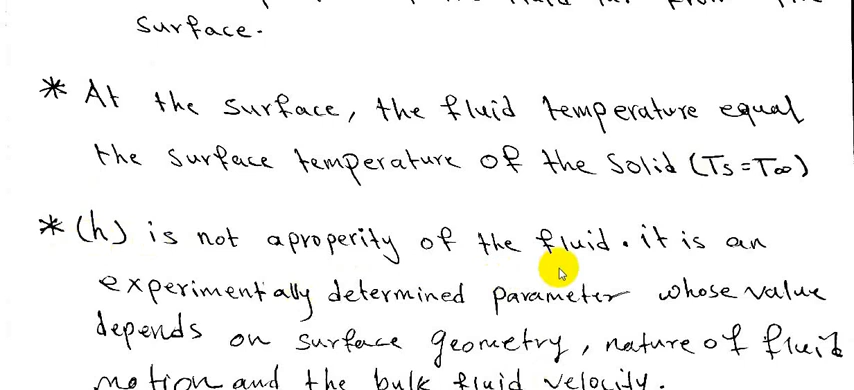 surface.
* At the surface, the fluid temperature equal
the surface temperature of the Solid (Ts=T∞)
* (h) is not aproperity of the fluid. it is an
experimentally determined parameter whose value
depends on surface geometry, nature of fluid
motion and the bulk fluid velocity.